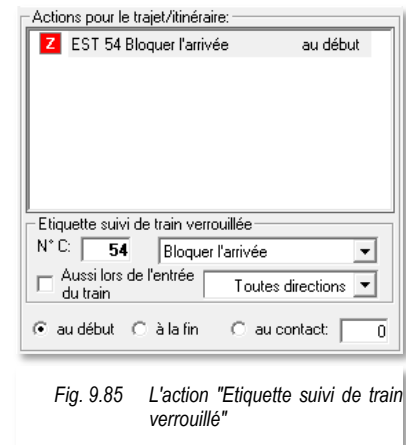 Actions pour le trajet/itinéraire:
Z EST 54 Bloquer l'arrivée au début
Etiquette suivi de train verrouillée
N° C: 54 Bloquer l'arrivée
Aussi lors de l'entrée
du train
Toutes directions
au début à la fin au contact: 0
Fig. 9.85 L'action "Etiquette suivi de train
verrouillé"